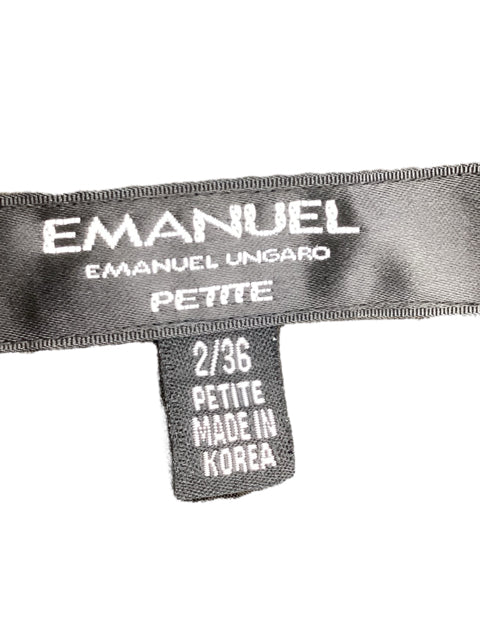 EMANUEL
EMANUEL UNGARO
PETITE
2/36
PETITE
MADE IN
KOREA